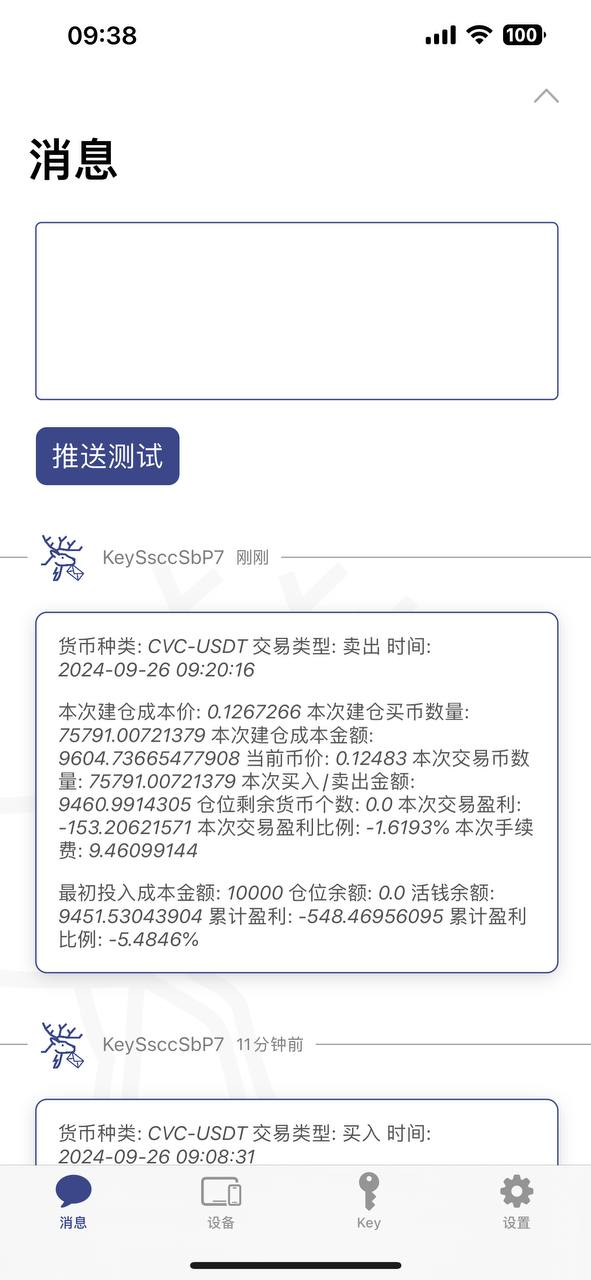 09:38
100
消息
推送测试
KeySsccSbP7 刚刚
货币种类: CVC-USDT 交易类型: 卖出 时间:
2024-09-26 09:20:16
本次建仓成本价: 0.1267266 本次建仓买币数量:
75791.00721379 本次建仓成本金额:
9604.73665477908 当前币价: 0.12483 本次交易币数
量: 75791.00721379 本次买入/卖出金额:
9460.9914305 仓位剩余货币个数: 0.0 本次交易盈利:
-153.20621571 本次交易盈利比例: -1.6193% 本次手续
费: 9.46099144
最初投入成本金额: 10000 仓位余额: 0.0 活钱余额:
9451.53043904 累计盈利: -548.46956095 累计盈利
比例: -5.4846%
KeySsccSbP7 11分钟前
货币种类: CVC-USDT 交易类型: 买入 时间:
2024-09-26 09:08:31
消息
设备
Key
设置